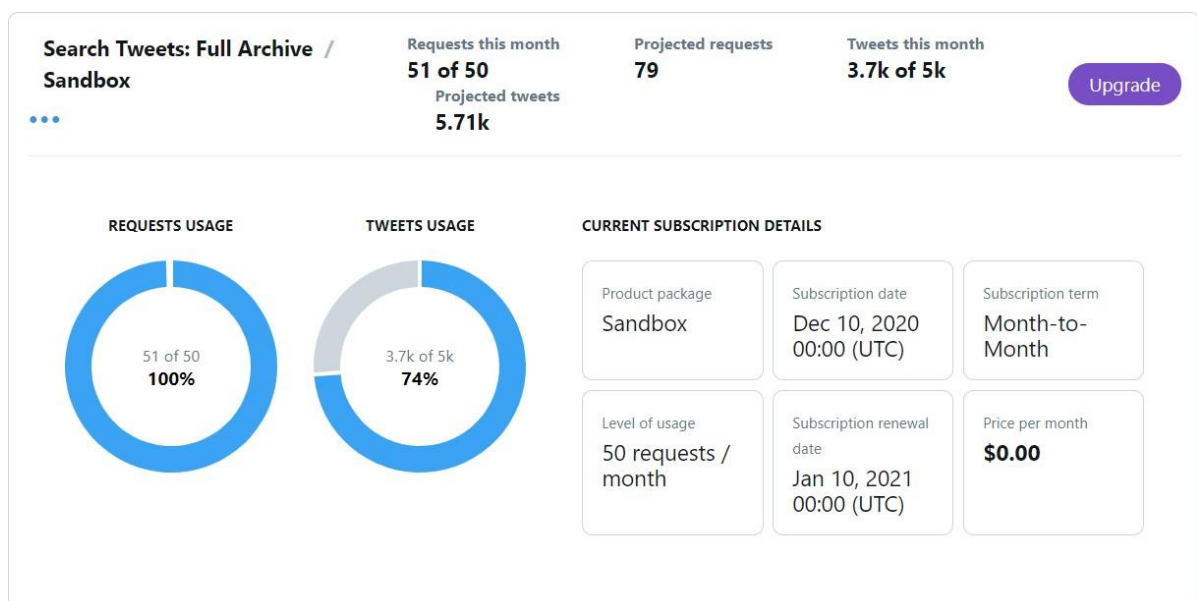 Search Tweets: Full Archive /
Sandbox
Requests this month
51 of 50
Projected requests
79
Tweets this month
3.7k of 5k
Projected tweets
5.71k
Upgrade
REQUESTS USAGE
51 of 50
100%
TWEETS USAGE
3.7k of 5k
74%
CURRENT SUBSCRIPTION DETAILS
Product package
Sandbox
Subscription date
Dec 10, 2020
00:00 (UTC)
Subscription term
Month-to-
Month
Level of usage
50 requests /
month
Subscription renewal
date
Jan 10, 2021
00:00 (UTC)
Price per month
$0.00